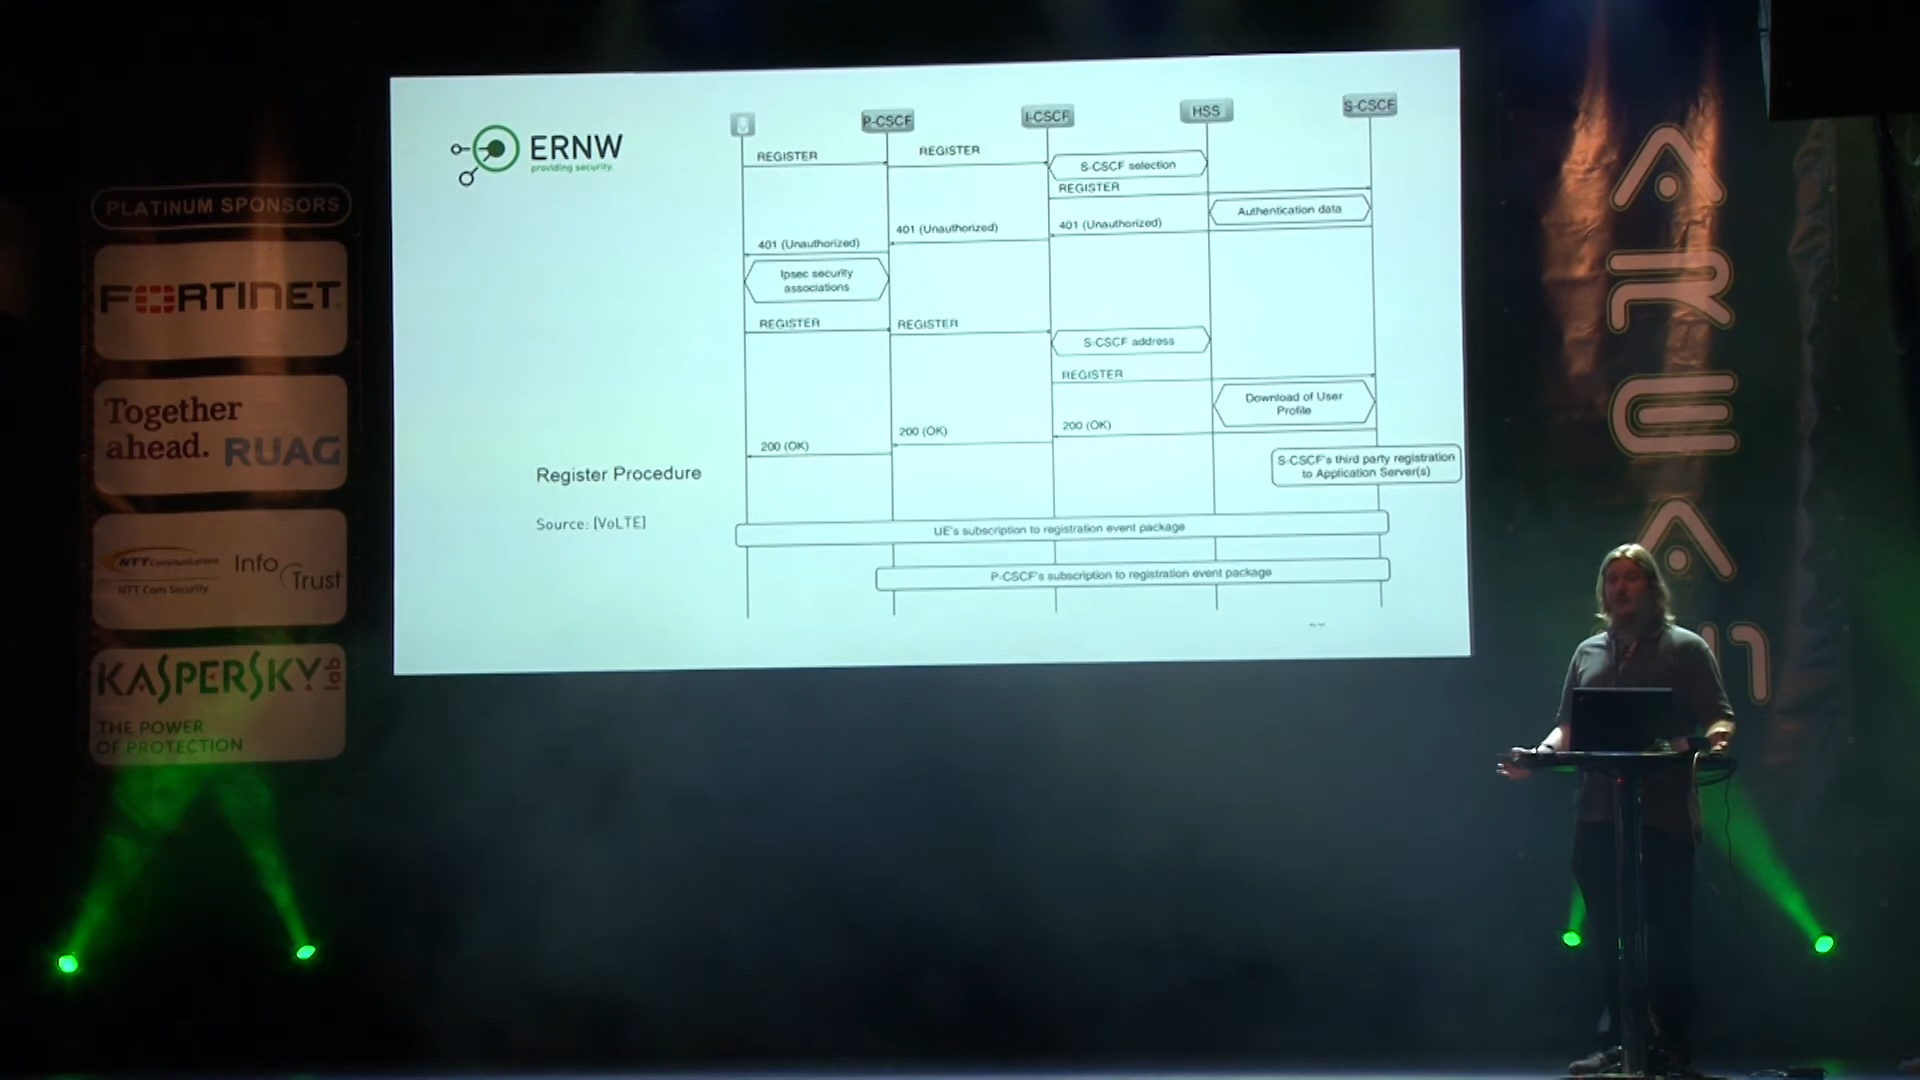 PLATINUM SPONSORS
FORTINET
Together
ahead. RUAG
NTT Communications
NTT Com Security
Info
Trust
KASPERSKY lab
THE POWER
OF PROTECTION
ERNW
providing security.
P-CSCF
I-CSCF
HSS
S-CSCF
REGISTER
REGISTER
S-CSCF selection
REGISTER
Authentication data
401 (Unauthorized)
401 (Unauthorized)
401 (Unauthorized)
Ipsec security
associations
REGISTER
REGISTER
S-CSCF address
REGISTER
Download of User
Profile
200 (OK)
200 (OK)
200 (OK)
S-CSCF's third party registration
to Application Server(s)
Register Procedure
Source: [VoLTE]
UE's subscription to registration event package
P-CSCF's subscription to registration event package